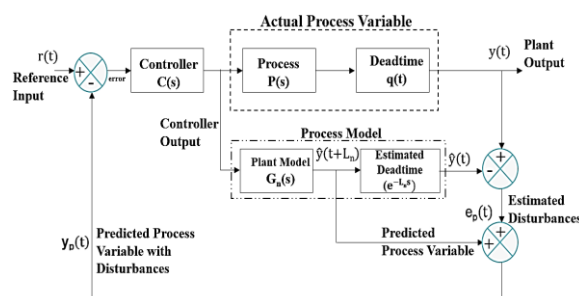 Actual Process Variable
r(t)
Reference
Input
+
-
error
Controller
C(s)
Process
P(s)
Deadtime
q(t)
y(t)
Plant
Output
Controller
Output
Process Model
Plant Model
Gₙ(s)
ŷ(t+Lₙ)
Estimated
Deadtime
(e⁻ᴸⁿˢ)
ŷ(t)
+
-
Estimated
Disturbances
eₚ(t)
yₚ(t)
Predicted Process
Variable with
Disturbances
Predicted
Process Variable
+
+